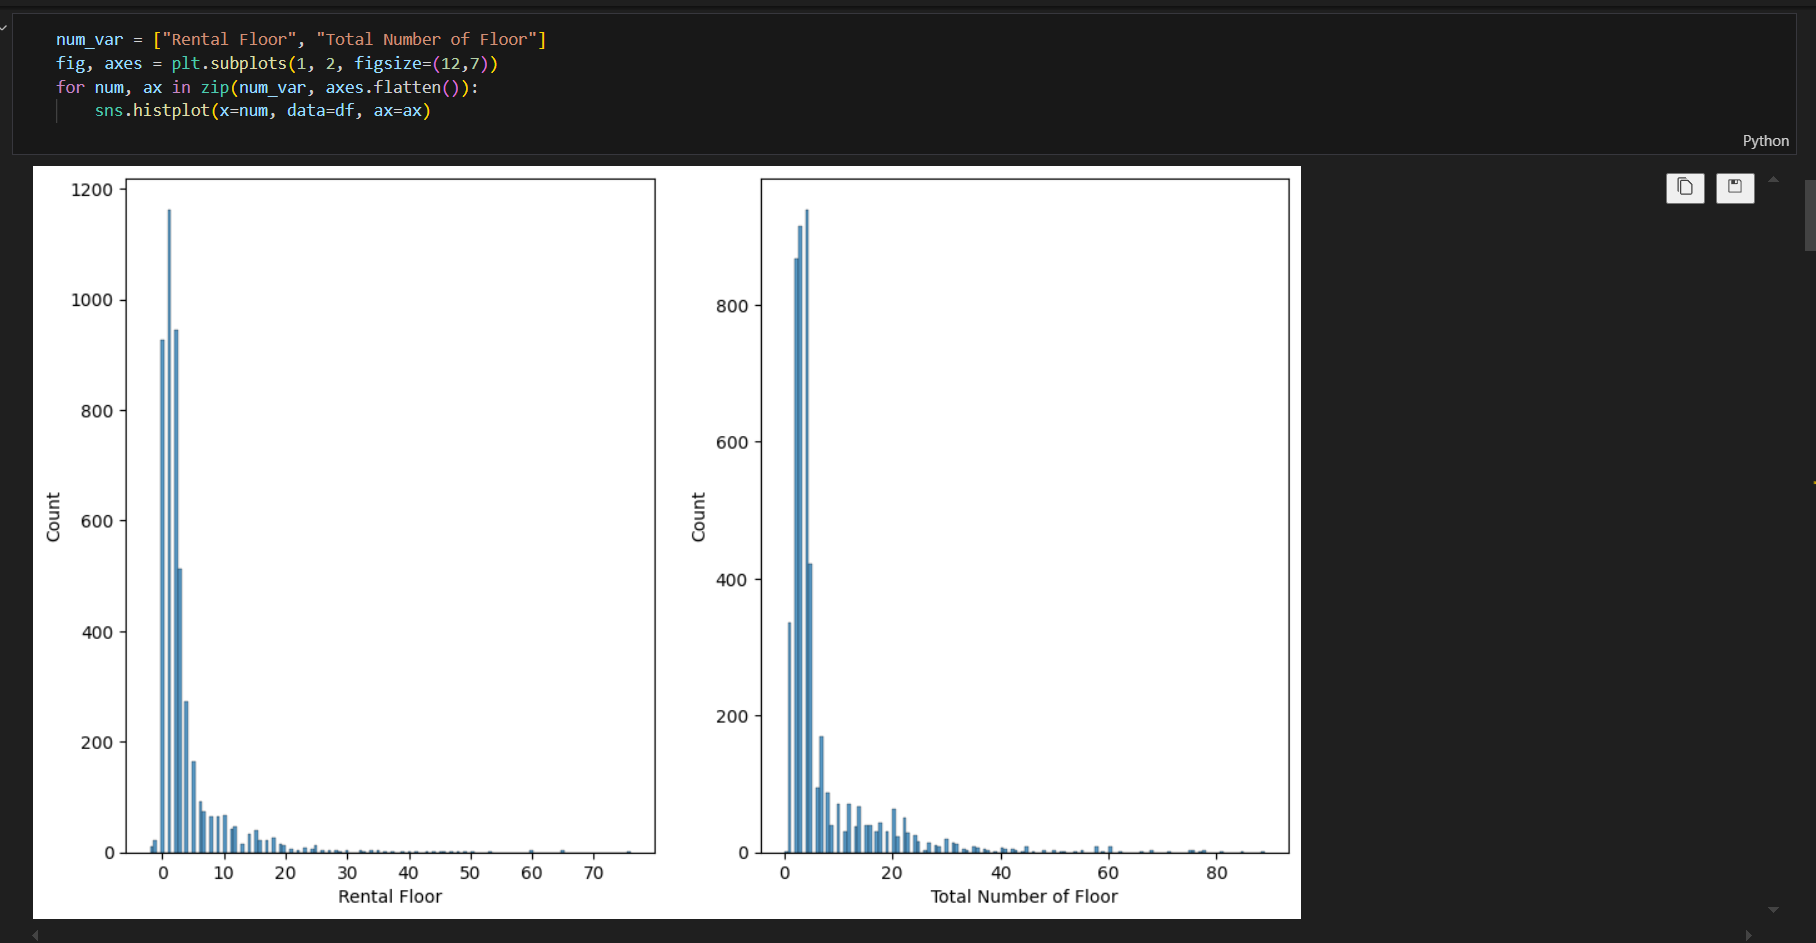 num_var = ["Rental Floor", "Total Number of Floor"]
fig, axes = plt.subplots(1, 2, figsize=(12,7))
for num, ax in zip(num_var, axes.flatten()):
    sns.histplot(x=num, data=df, ax=ax)
Python
1200
1000
800
600
400
200
0
Count
0 10 20 30 40 50 60 70
Rental Floor
800
600
400
200
0
Count
0 20 40 60 80
Total Number of Floor